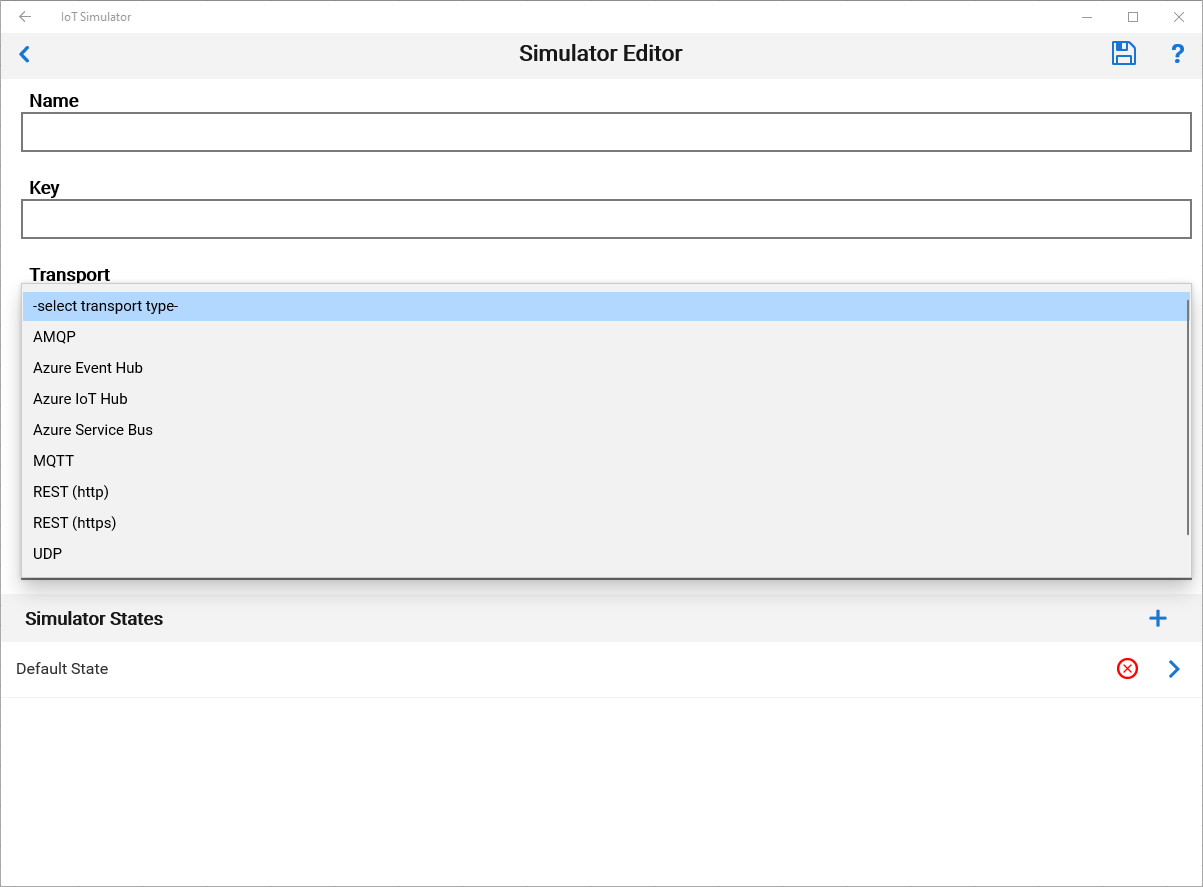 IoT Simulator
Simulator Editor
?
Name
Key
Transport
-select transport type-
AMQP
Azure Event Hub
Azure IoT Hub
Azure Service Bus
MQTT
REST (http)
REST (https)
UDP
Simulator States
Default State